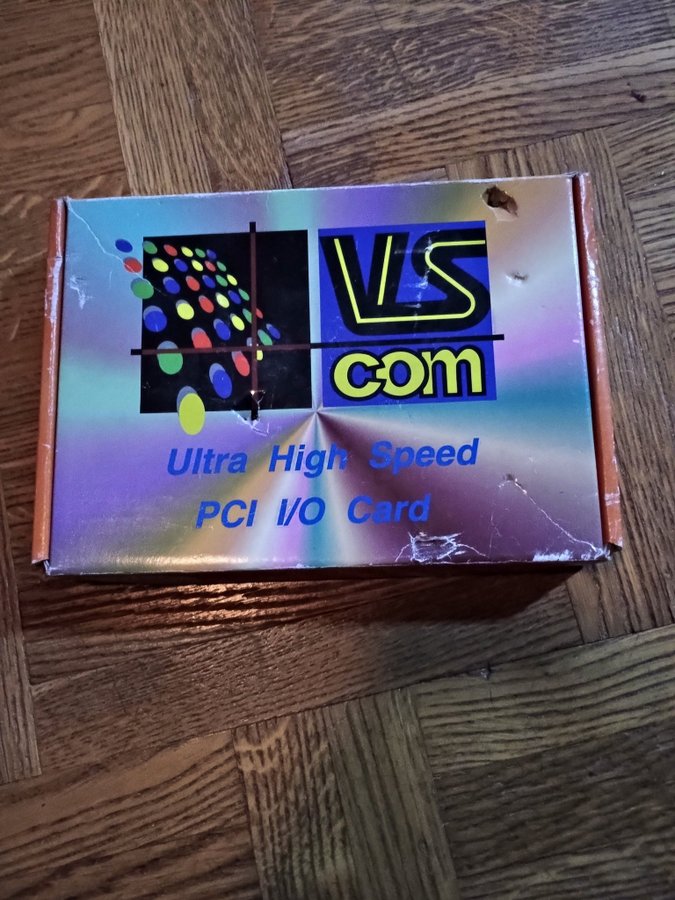 VS
com
Ultra High Speed
PCI I/O Card